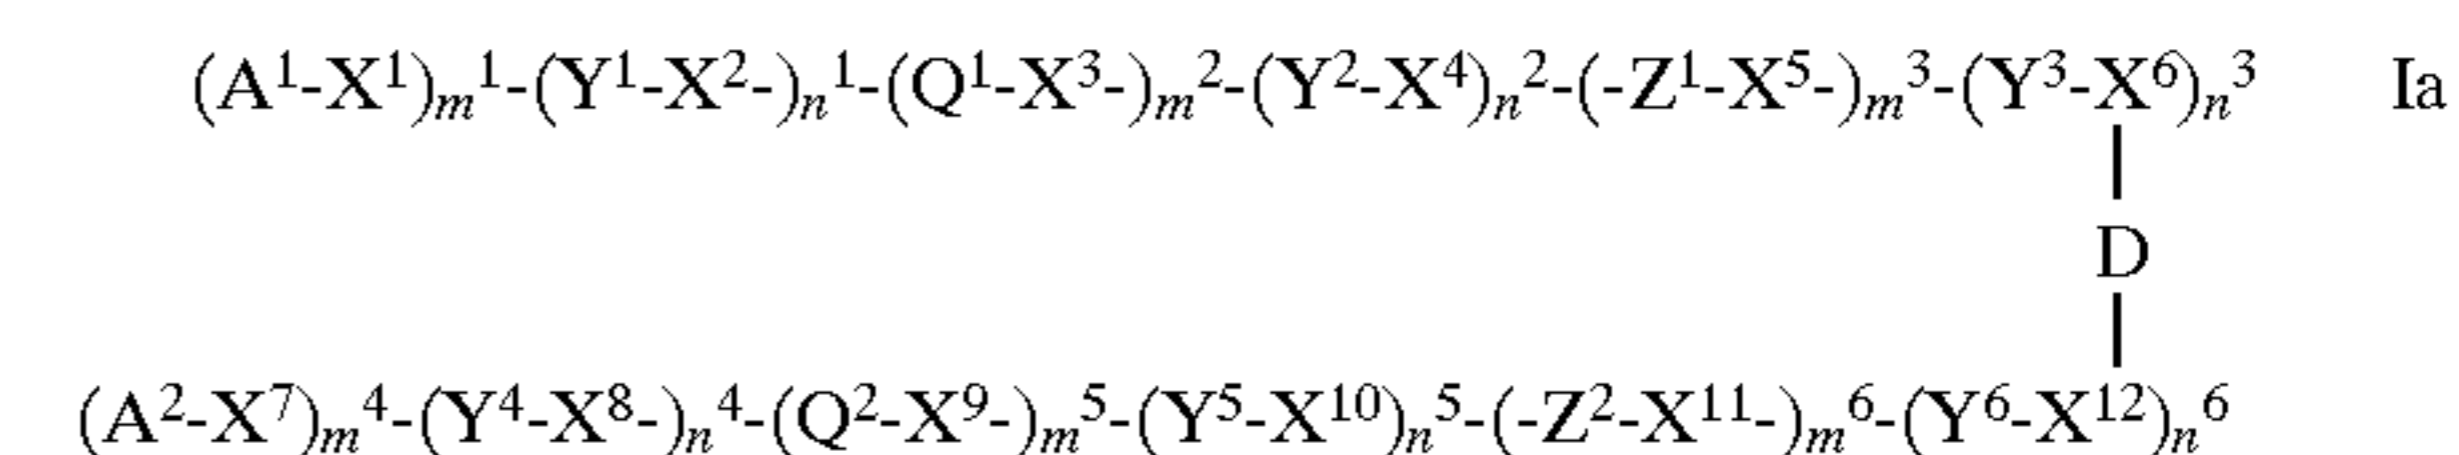 (A¹-X¹)ₘ¹-(Y¹-X²-)ₙ¹-(Q¹-X³-)ₘ²-(Y²-X⁴)ₙ²-(-Z¹-X⁵-)ₘ³-(Y³-X⁶)ₙ³ Ia
D
(A²-X⁷)ₘ⁴-(Y⁴-X⁸-)ₙ⁴-(Q²-X⁹-)ₘ⁵-(Y⁵-X¹⁰)ₙ⁵-(-Z²-X¹¹-)ₘ⁶-(Y⁶-X¹²)ₙ⁶